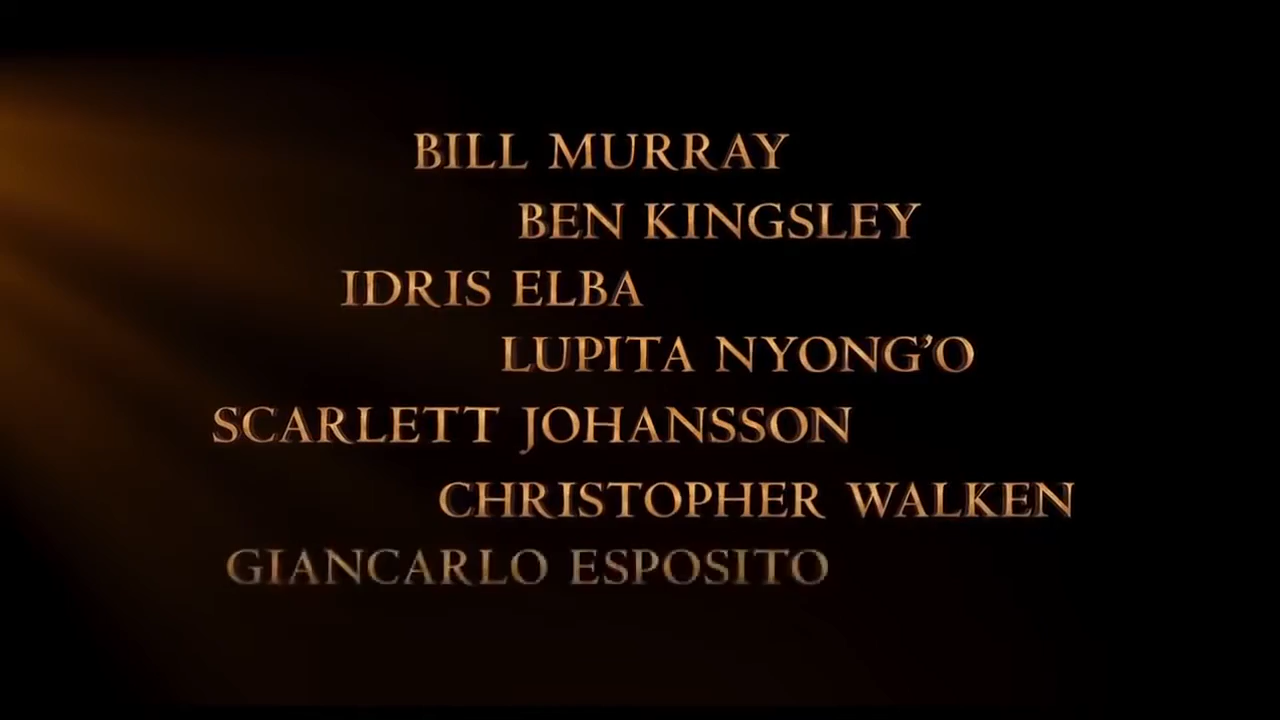 BILL MURRAY
BEN KINGSLEY
IDRIS ELBA
LUPITA NYONG’O
SCARLETT JOHANSSON
CHRISTOPHER WALKEN
GIANCARLO ESPOSITO